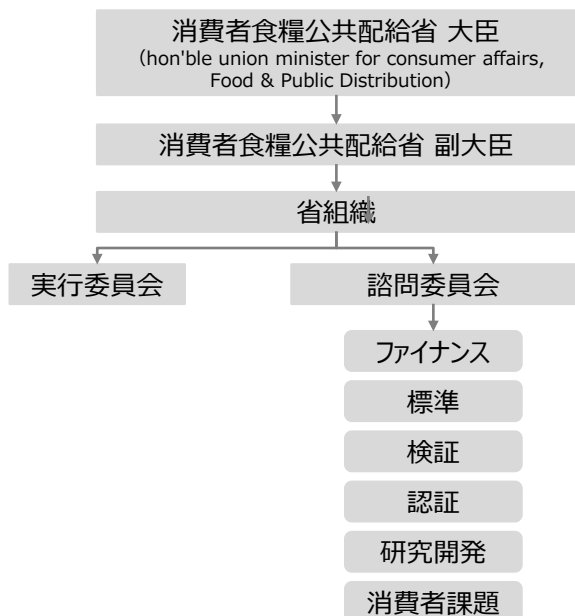 消費者食糧公共配給省 大臣
（hon'ble union minister for consumer affairs,
Food & Public Distribution）
消費者食糧公共配給省 副大臣
省組織
実行委員会
諮問委員会
ファイナンス
標準
検証
認証
研究開発
消費者課題